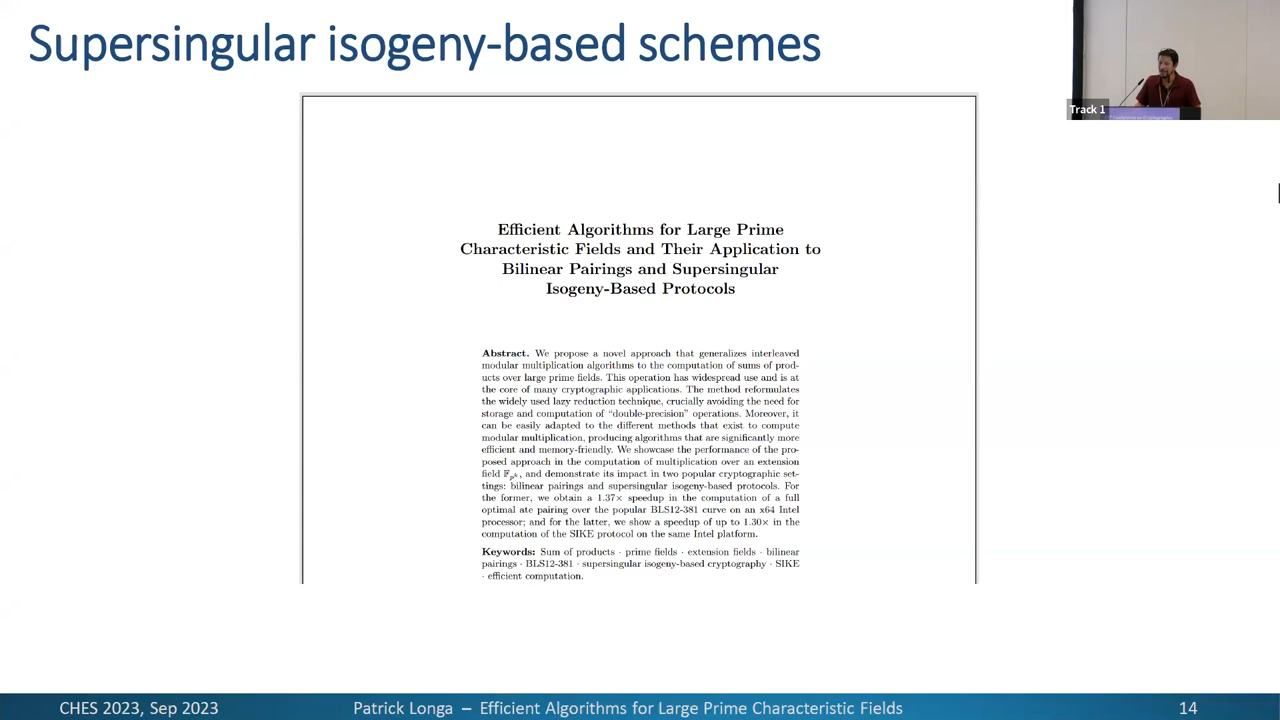 Supersingular isogeny-based schemes
Track 1
Efficient Algorithms for Large Prime
Characteristic Fields and Their Application to
Bilinear Pairings and Supersingular
Isogeny-Based Protocols
Abstract. We propose a novel approach that generalizes interleaved
modular multiplication algorithms to the computation of sums of prod-
ucts over large prime fields. This operation has widespread use and is at
the core of many cryptographic applications. The method reformulates
the widely used lazy reduction technique, crucially avoiding the need for
storage and computation of “double-precision” operations. Moreover, it
can be easily adapted to the different methods that exist to compute
modular multiplication, producing algorithms that are significantly more
efficient and memory-friendly. We showcase the performance of the pro-
posed approach in the computation of multiplication over an extension
field 𝔽pᵏ, and demonstrate its impact in two popular cryptographic set-
tings: bilinear pairings and supersingular isogeny-based protocols. For
the former, we obtain a 1.37× speedup in the computation of a full
optimal ate pairing over the popular BLS12-381 curve on an x64 Intel
processor; and for the latter, we show a speedup of up to 1.30× in the
computation of the SIKE protocol on the same Intel platform.
Keywords: Sum of products · prime fields · extension fields · bilinear
pairings · BLS12-381 · supersingular isogeny-based cryptography · SIKE
· efficient computation.
CHES 2023, Sep 2023
Patrick Longa – Efficient Algorithms for Large Prime Characteristic Fields
14